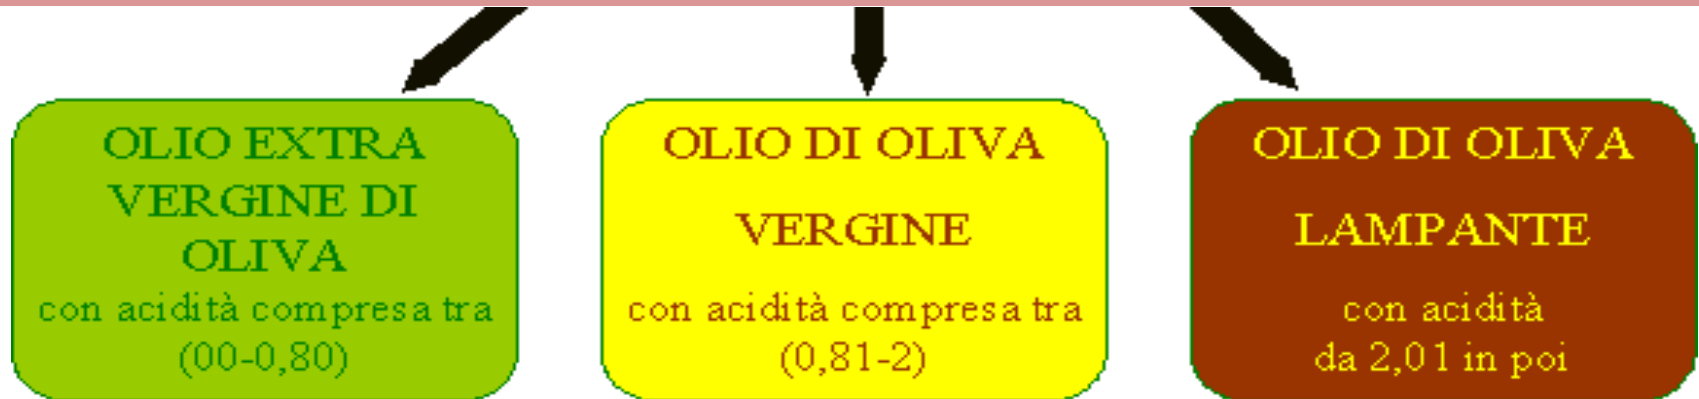 OLIO EXTRA
VERGINE DI
OLIVA
con acidità compresa tra
(00-0,80)
OLIO DI OLIVA
VERGINE
con acidità compresa tra
(0,81-2)
OLIO DI OLIVA
LAMPANTE
con acidità
da 2,01 in poi